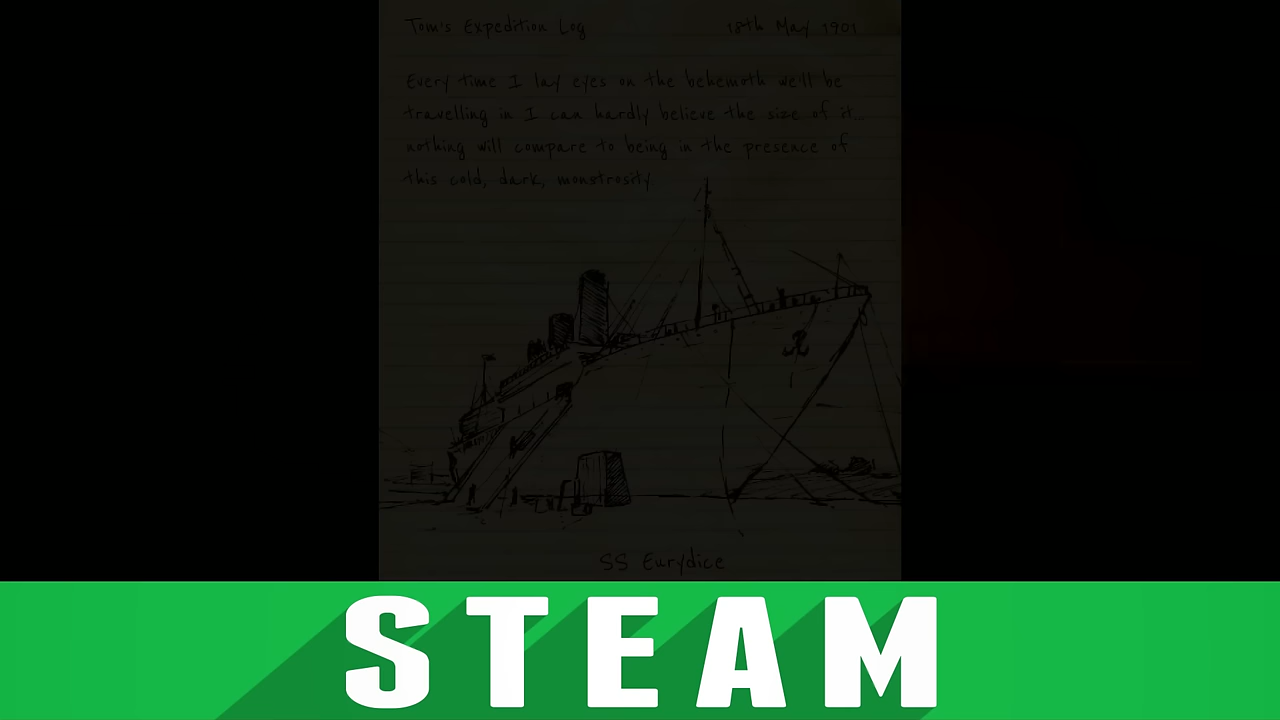 Tom's Expedition Log 18th May 1901
Every time I lay eyes on the behemoth we'll be
travelling in I can hardly believe the size of it..
nothing will compare to being in the presence of
this cold, dark, monstrosity
SS Eurydice
STEAM